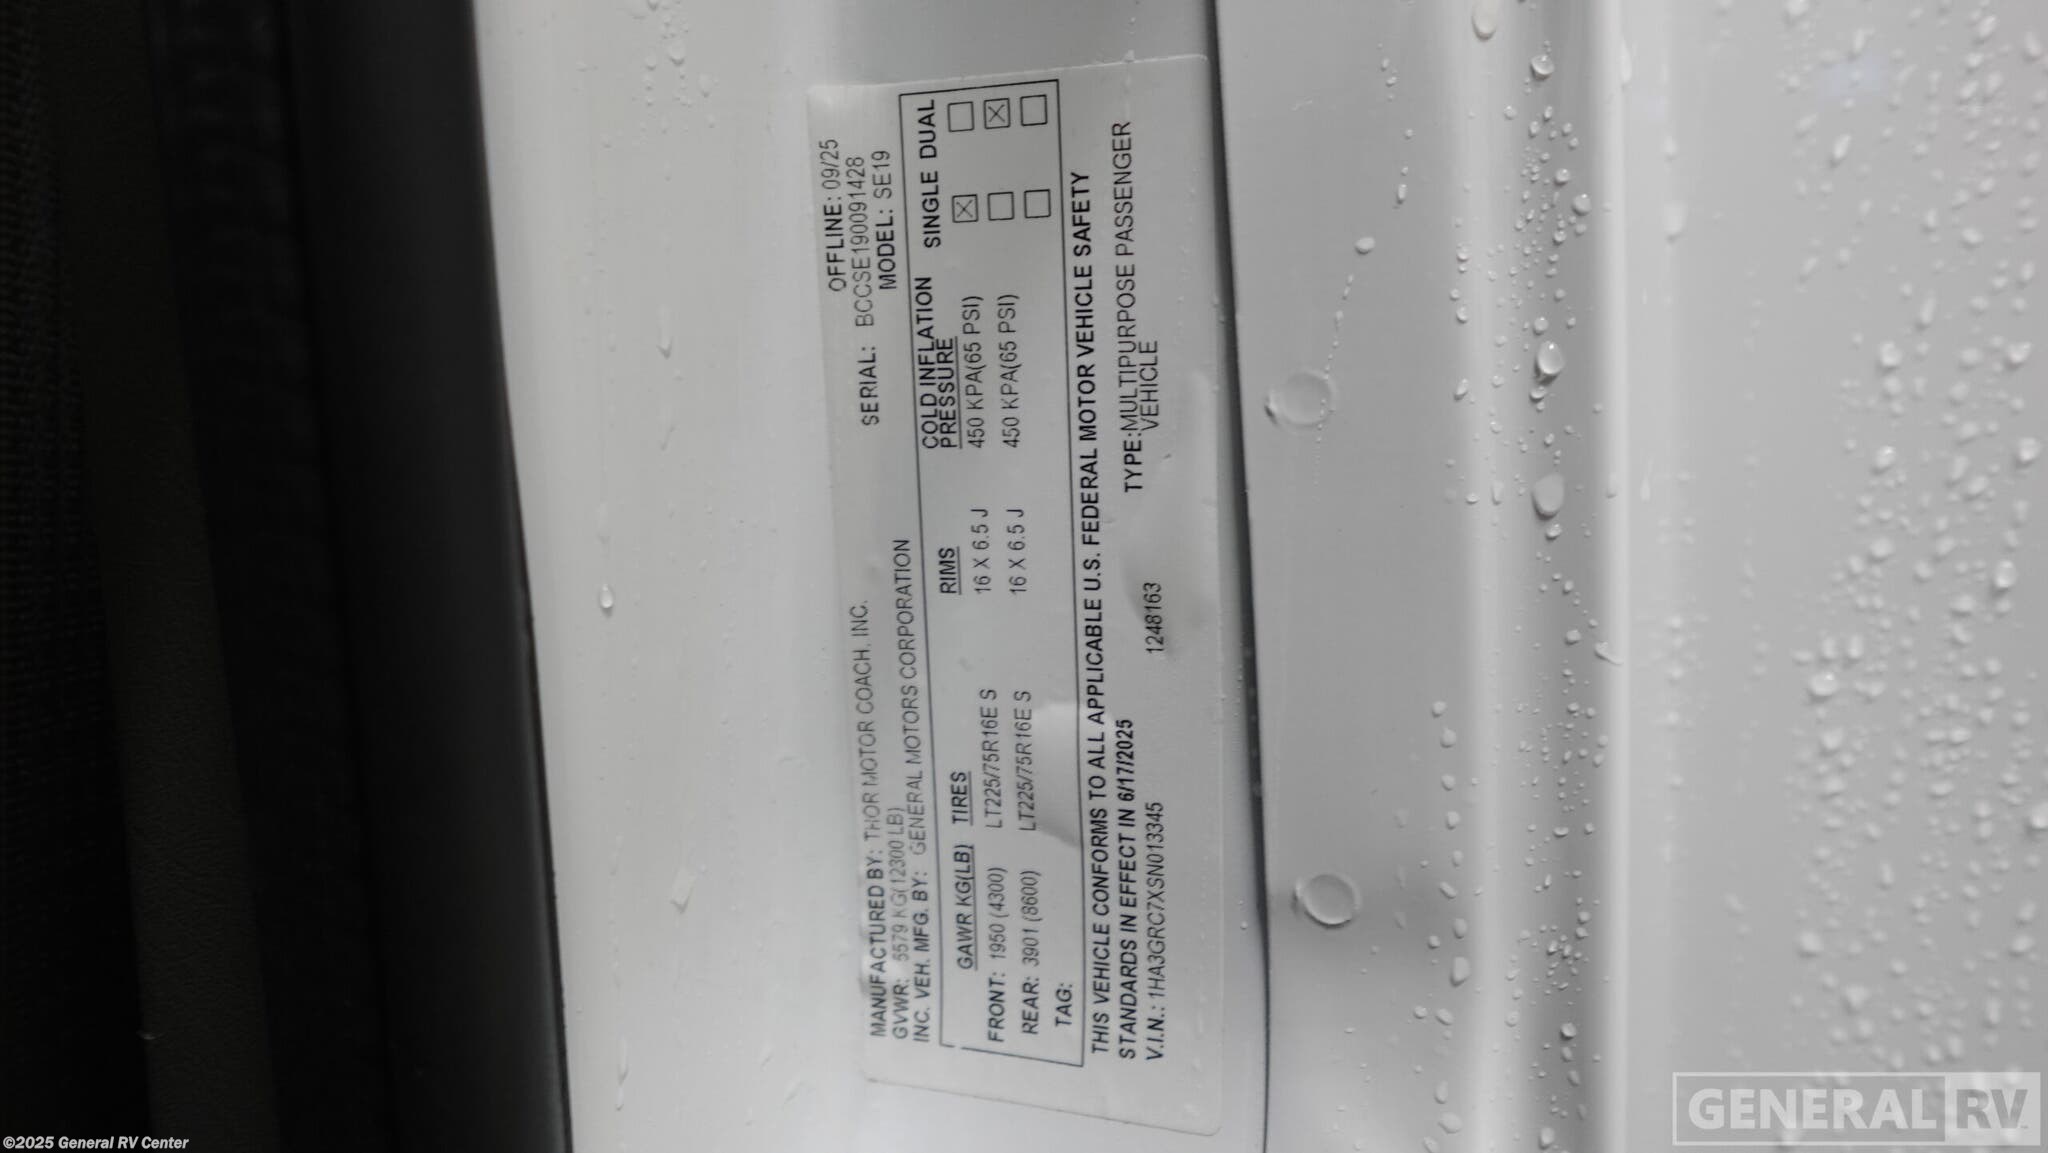 OFFLINE: 09/25
MANUFACTURED BY: THOR MOTOR COACH, INC. SERIAL: BCCSE190091428
GVWR: 5579 KG(12300 LB) MODEL: SE19
INC. VEH. MFG. BY: GENERAL MOTORS CORPORATION
GAWR KG(LB) TIRES RIMS COLD INFLATION PRESSURE SINGLE DUAL
FRONT: 1950 (4300) LT225/75R16E S 16 X 6.5 J 450 KPA(65 PSI) ☒ ☐
REAR: 3901 (8600) LT225/75R16E S 16 X 6.5 J 450 KPA(65 PSI) ☐ ☒
TAG: ☐ ☐
THIS VEHICLE CONFORMS TO ALL APPLICABLE U.S. FEDERAL MOTOR VEHICLE SAFETY
STANDARDS IN EFFECT IN 6/17/2025 TYPE:MULTIPURPOSE PASSENGER
V.I.N.: 1HA3GRC7XSN013345 1248163 VEHICLE
GENERAL RV
©2025 General RV Center